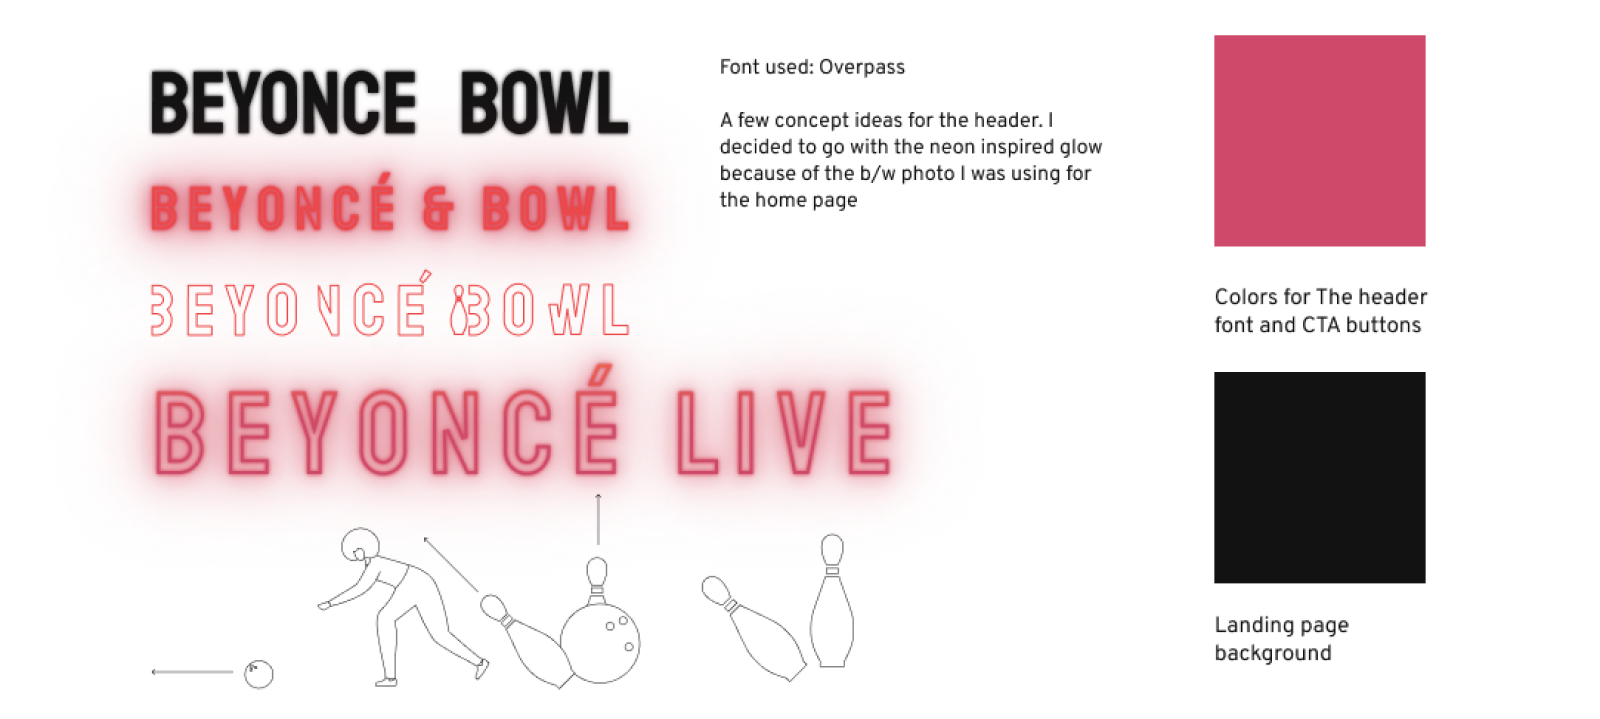 BEYONCE BOWL
BEYONCÉ & BOWL
BEYONCÉ BOWL
BEYONCÉ LIVE
Font used: Overpass
A few concept ideas for the header. I
decided to go with the neon inspired glow
because of the b/w photo I was using for
the home page
Colors for The header
font and CTA buttons
Landing page
background